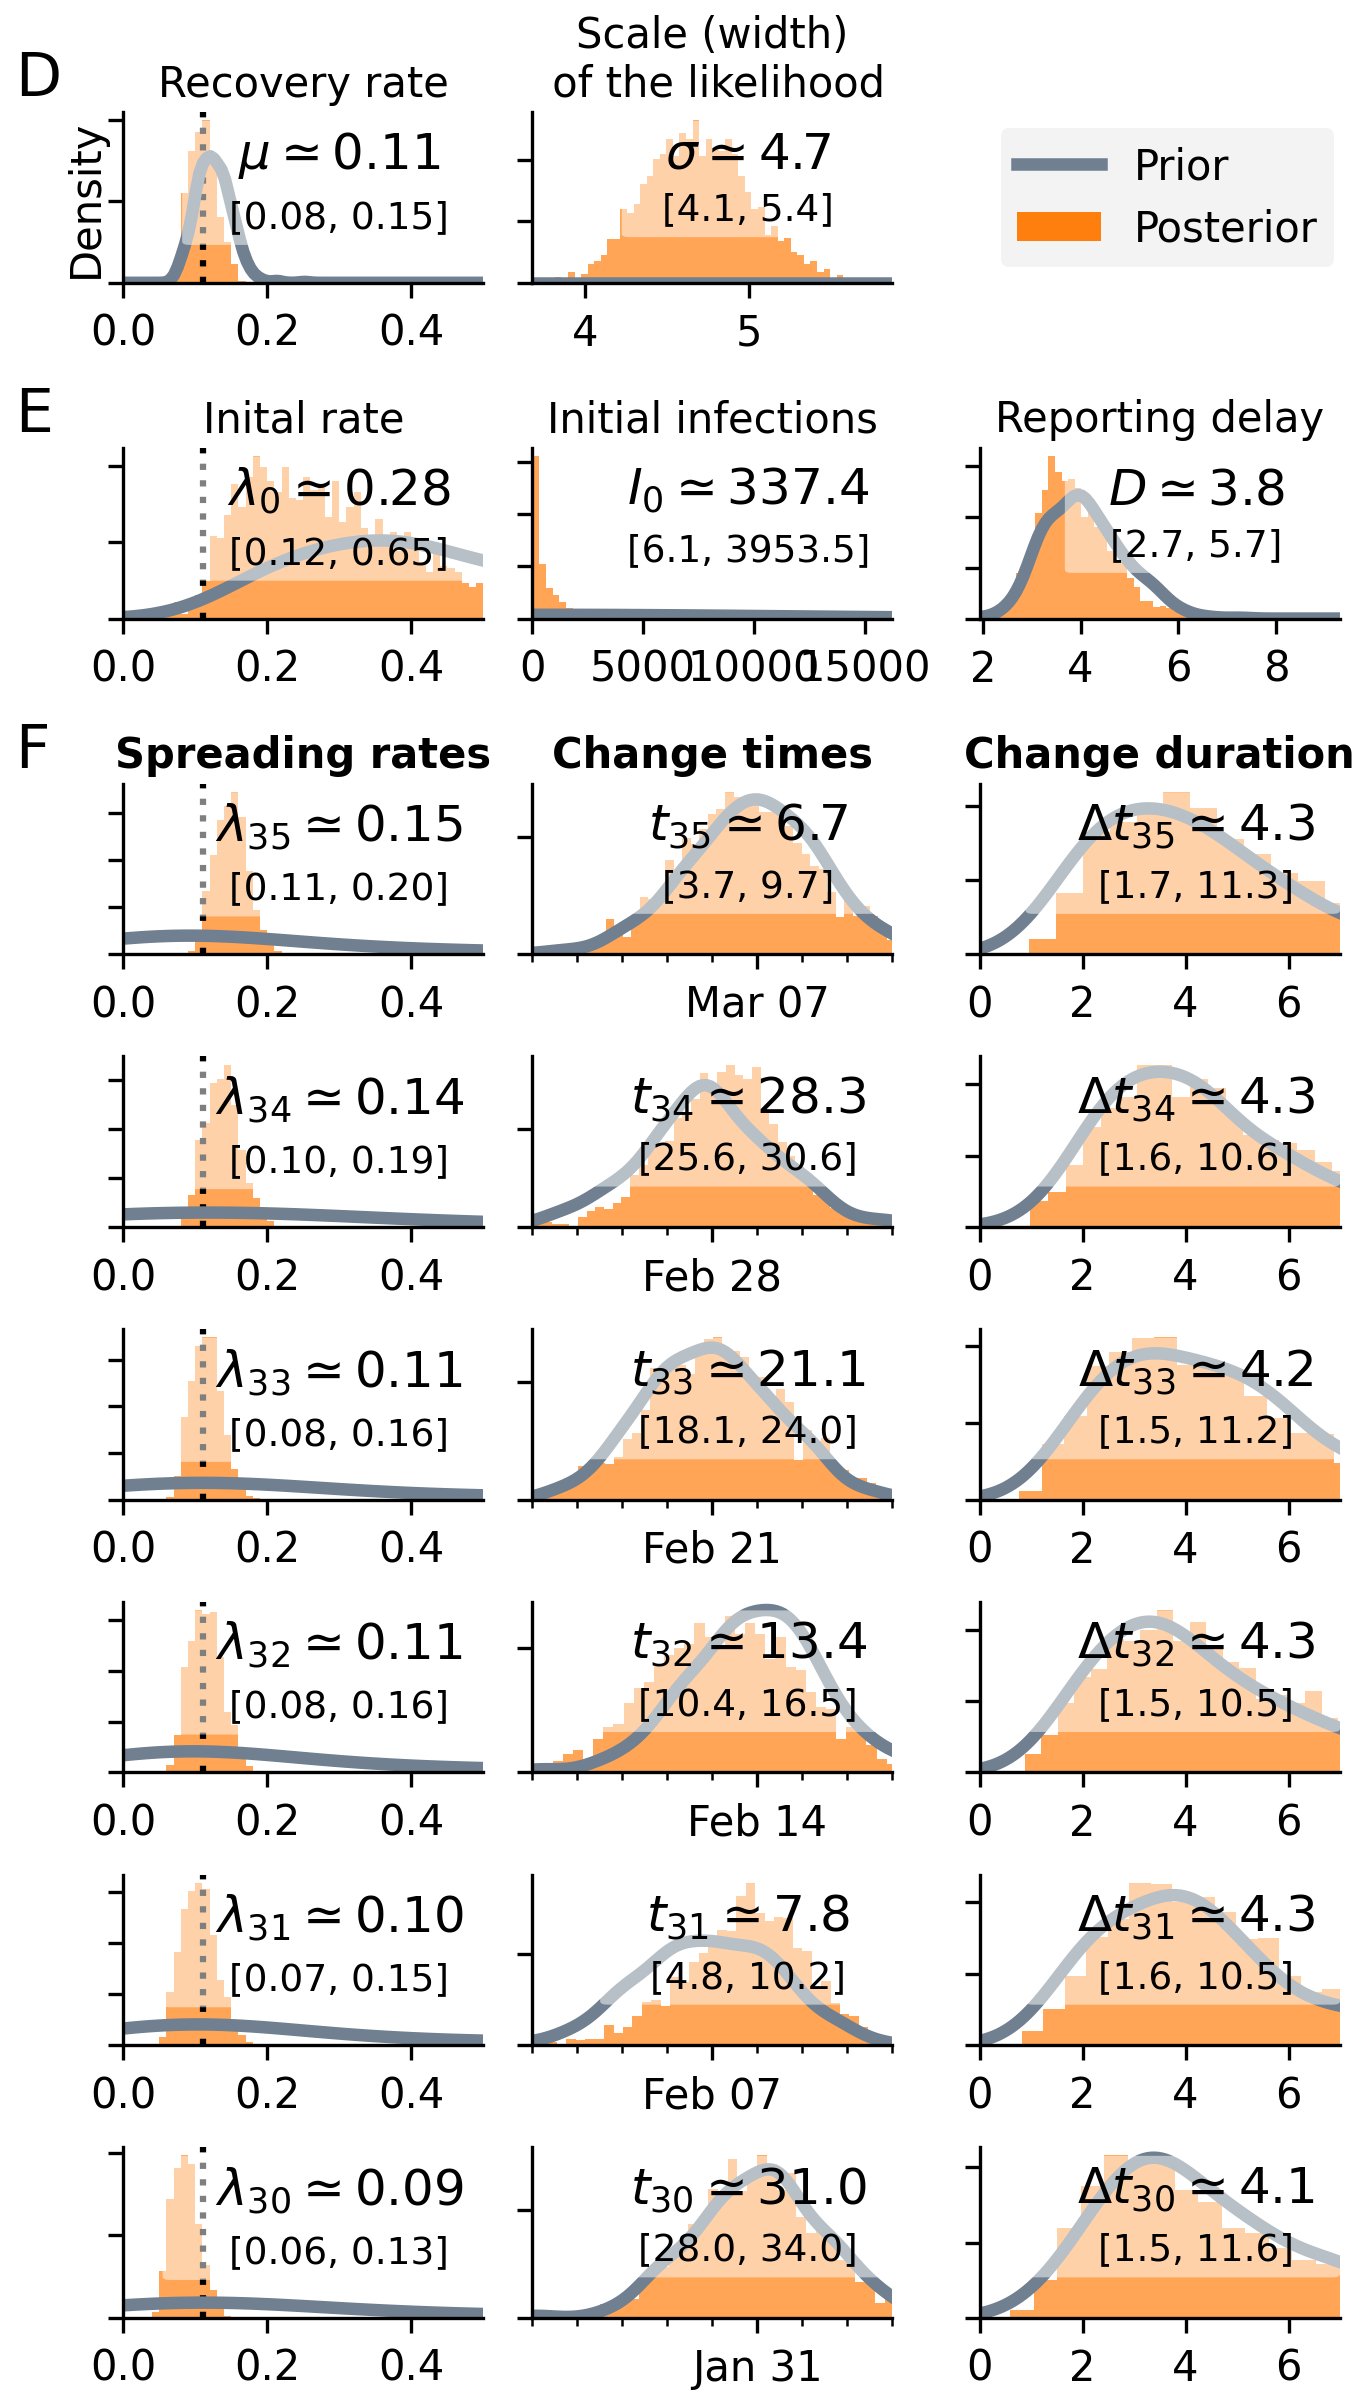 D
Recovery rate
Scale (width)
of the likelihood
Density
μ ≃ 0.11
[0.08, 0.15]
σ ≃ 4.7
[4.1, 5.4]
Prior
Posterior
0.0 0.2 0.4
4 5
E
Inital rate
Initial infections
Reporting delay
λ0 ≃ 0.28
[0.12, 0.65]
I0 ≃ 337.4
[6.1, 3953.5]
D ≃ 3.8
[2.7, 5.7]
0.0 0.2 0.4
0 5000 10000 15000
2 4 6 8
F
Spreading rates
Change times
Change duration
λ35 ≃ 0.15
[0.11, 0.20]
t35 ≃ 6.7
[3.7, 9.7]
Δt35 ≃ 4.3
[1.7, 11.3]
0.0 0.2 0.4
Mar 07
0 2 4 6
λ34 ≃ 0.14
[0.10, 0.19]
t34 ≃ 28.3
[25.6, 30.6]
Δt34 ≃ 4.3
[1.6, 10.6]
0.0 0.2 0.4
Feb 28
0 2 4 6
λ33 ≃ 0.11
[0.08, 0.16]
t33 ≃ 21.1
[18.1, 24.0]
Δt33 ≃ 4.2
[1.5, 11.2]
0.0 0.2 0.4
Feb 21
0 2 4 6
λ32 ≃ 0.11
[0.08, 0.16]
t32 ≃ 13.4
[10.4, 16.5]
Δt32 ≃ 4.3
[1.5, 10.5]
0.0 0.2 0.4
Feb 14
0 2 4 6
λ31 ≃ 0.10
[0.07, 0.15]
t31 ≃ 7.8
[4.8, 10.2]
Δt31 ≃ 4.3
[1.6, 10.5]
0.0 0.2 0.4
Feb 07
0 2 4 6
λ30 ≃ 0.09
[0.06, 0.13]
t30 ≃ 31.0
[28.0, 34.0]
Δt30 ≃ 4.1
[1.5, 11.6]
0.0 0.2 0.4
Jan 31
0 2 4 6